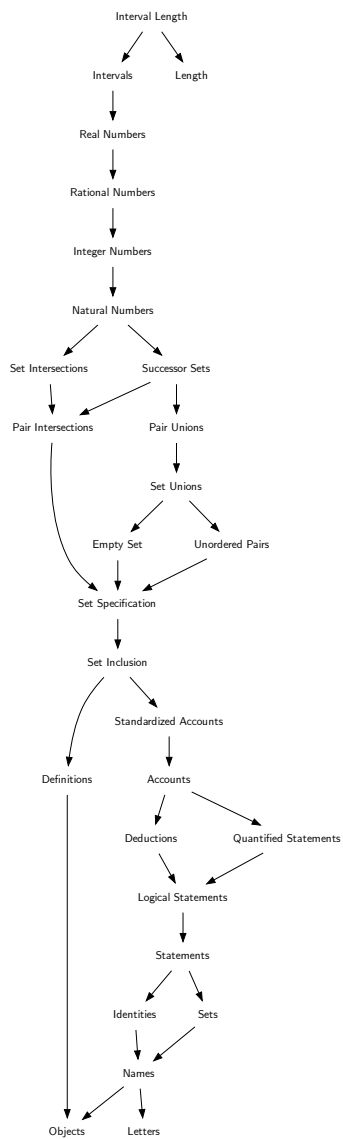 Interval Length
Intervals
Length
Real Numbers
Rational Numbers
Integer Numbers
Natural Numbers
Set Intersections
Successor Sets
Pair Intersections
Pair Unions
Set Unions
Empty Set
Unordered Pairs
Set Specification
Set Inclusion
Standardized Accounts
Definitions
Accounts
Deductions
Quantified Statements
Logical Statements
Statements
Identities
Sets
Names
Objects
Letters